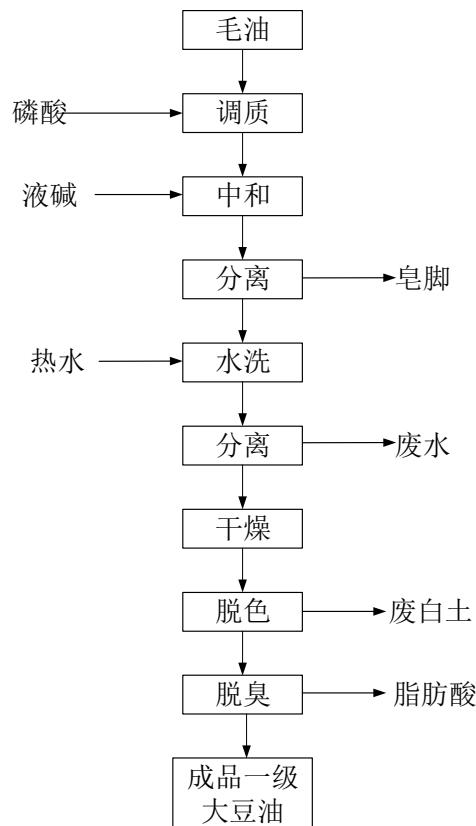 毛油
磷酸
调质
液碱
中和
分离
皂脚
热水
水洗
分离
废水
干燥
脱色
废白土
脱臭
脂肪酸
成品一级
大豆油